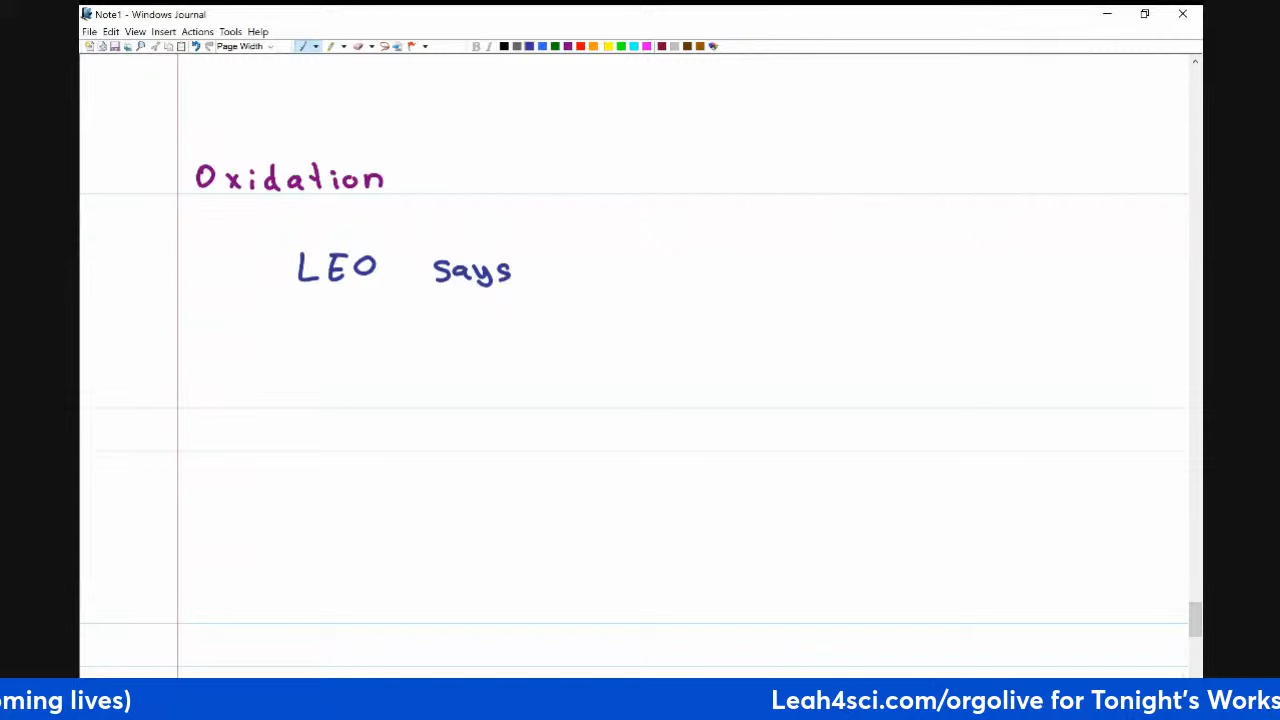 Note1 - Windows Journal
File Edit View Insert Actions Tools Help
Page Width
B I
Oxidation
LEO says
oming lives)
Leah4sci.com/orgolive for Tonight's Works